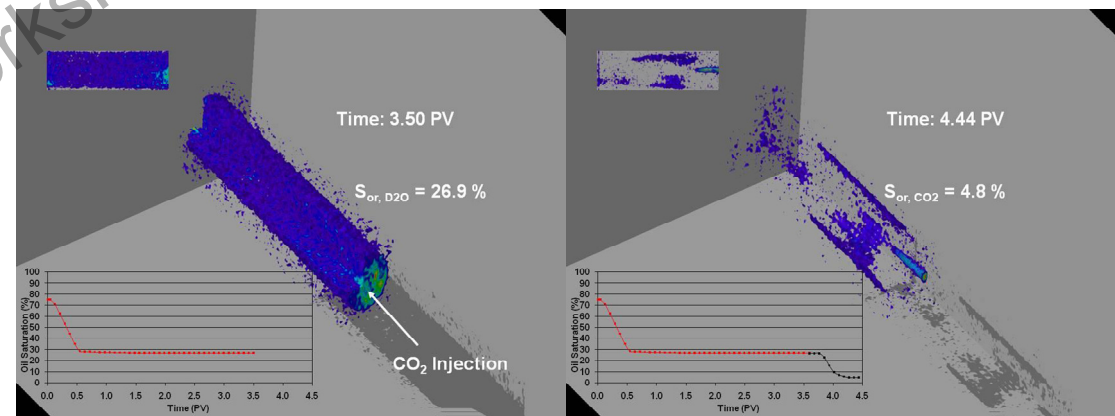 Time: 3.50 PV
S_or, D2O = 26.9 %
CO₂ Injection
Oil Saturation (%)
100
90
80
70
60
50
40
30
20
10
0
0.0 0.5 1.0 1.5 2.0 2.5 3.0 3.5 4.0 4.5
Time (PV)
Time: 4.44 PV
S_or, CO2 = 4.8 %
Oil Saturation (%)
100
90
80
70
60
50
40
30
20
10
0
0.0 0.5 1.0 1.5 2.0 2.5 3.0 3.5 4.0 4.5
Time (PV)